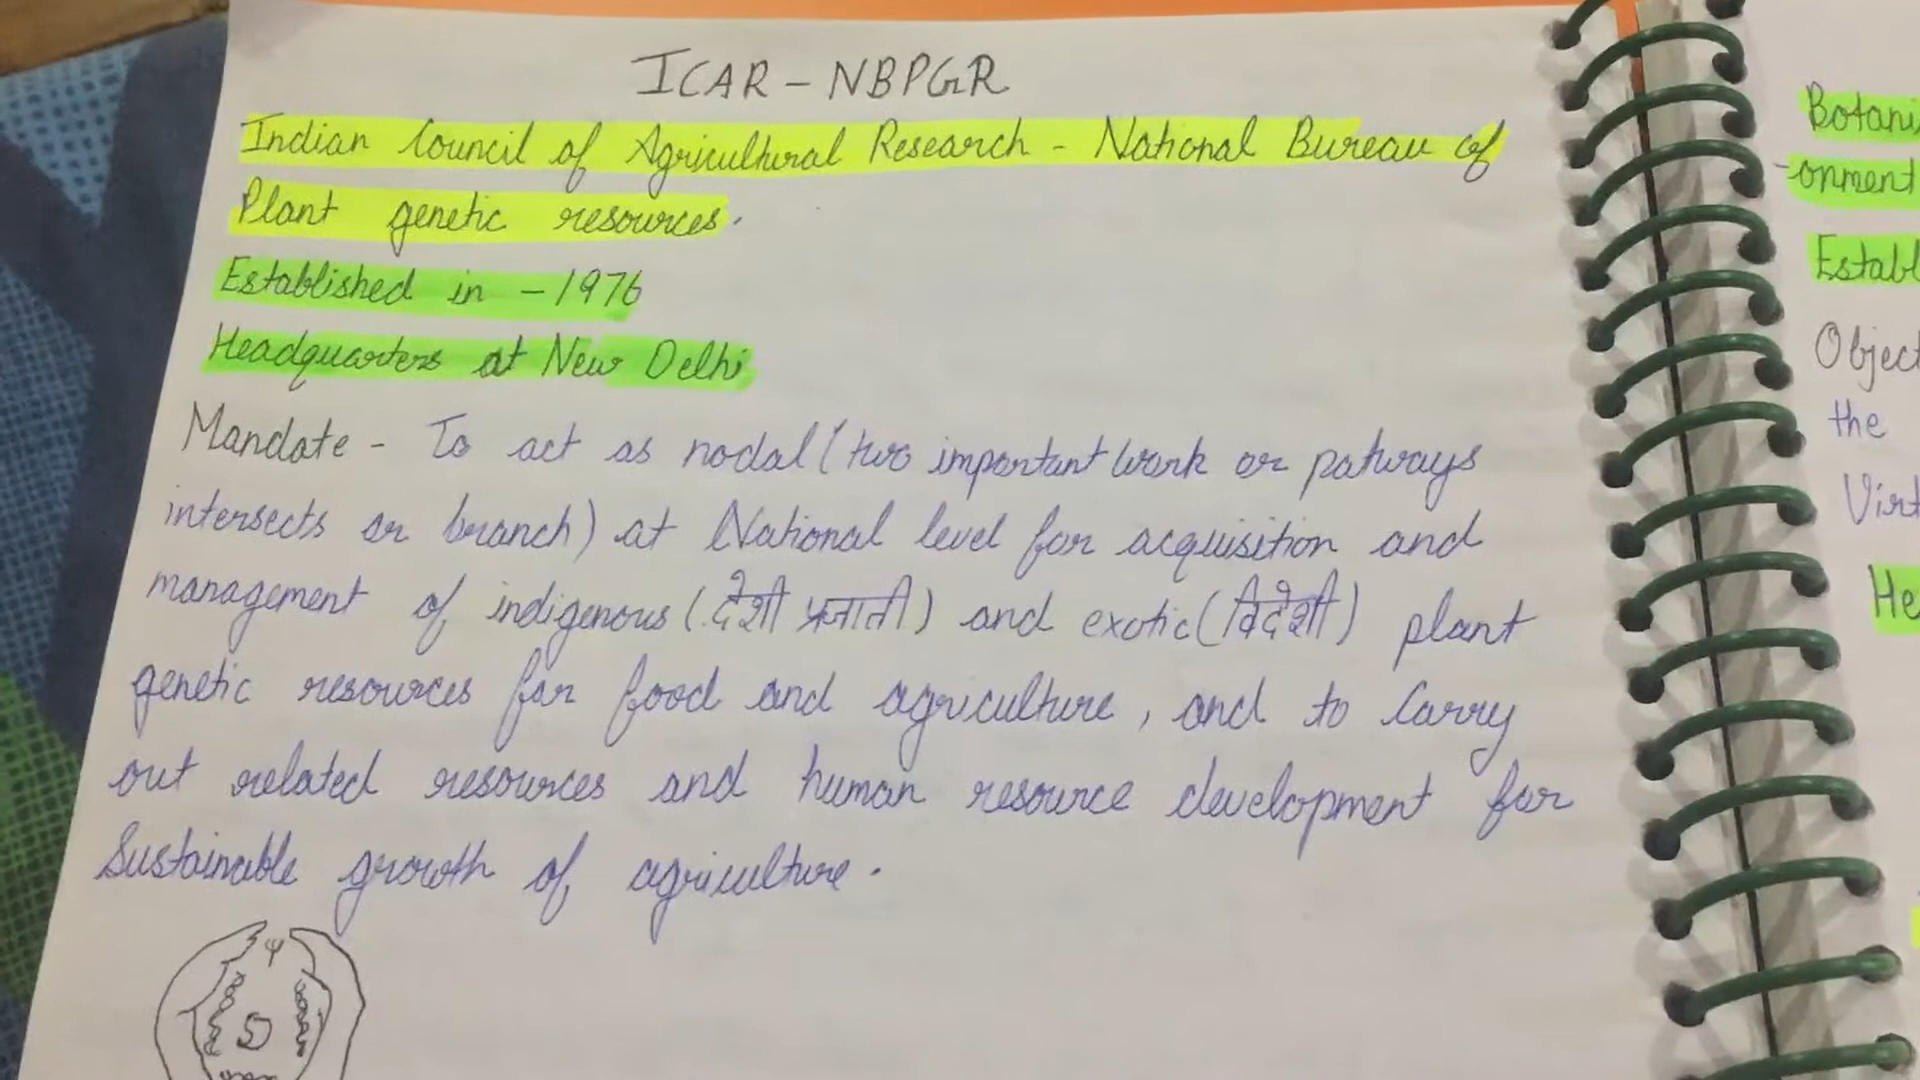 ICAR - NBPGR
Indian Council of Agricultural Research - National Bureau of
Plant genetic resources.
Established in - 1976
Headquarters at New Delhi
Mandate - To act as nodal (two important work or patways
intersects or branch) at National level for acquisition and
management of indigenous (देशी प्रजाती) and exotic (विदेशी) plant
genetic resources for food and agriculture, and to carry
out related resources and human resource development for
Sustainable growth of agriculture.
Botani
-onment
Establ
Object
the
Virt
He